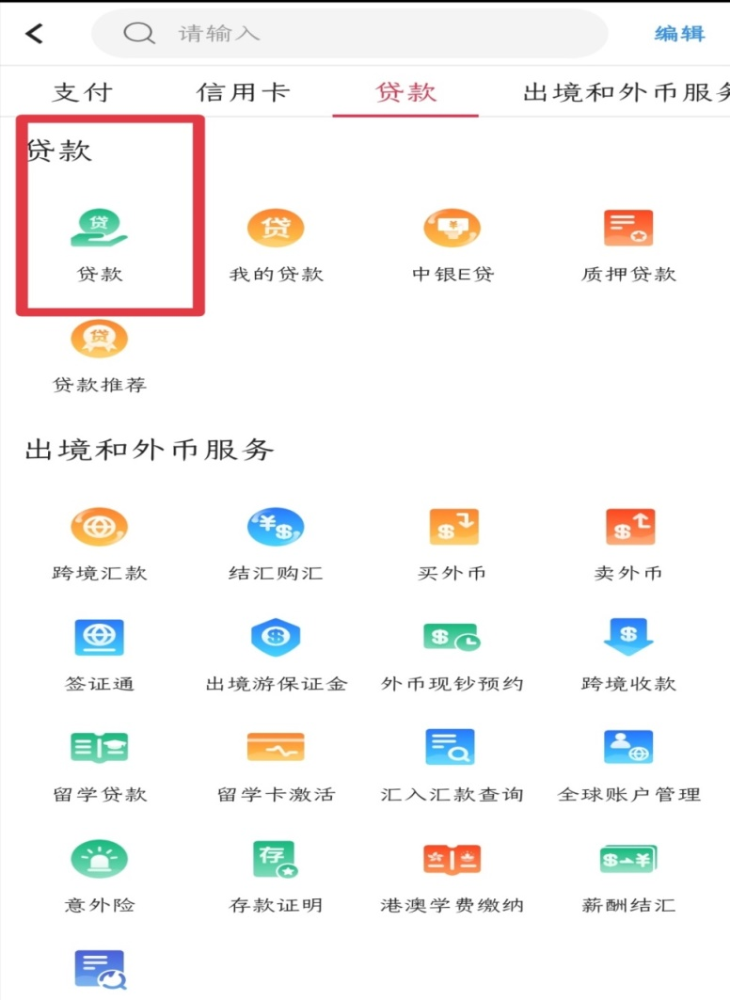 请输入 编辑
支付 信用卡 贷款 出境和外币服务
贷款
贷 贷 ¥
贷款 我的贷款 中银E贷 质押贷款
贷
贷款推荐
出境和外币服务
¥ $ $ $
跨境汇款 结汇购汇 买外币 卖外币
$ $ $
签证通 出境游保证金 外币现钞预约 跨境收款
留学贷款 留学卡激活 汇入汇款查询 全球账户管理
存 $ ¥
意外险 存款证明 港澳学费缴纳 薪酬结汇